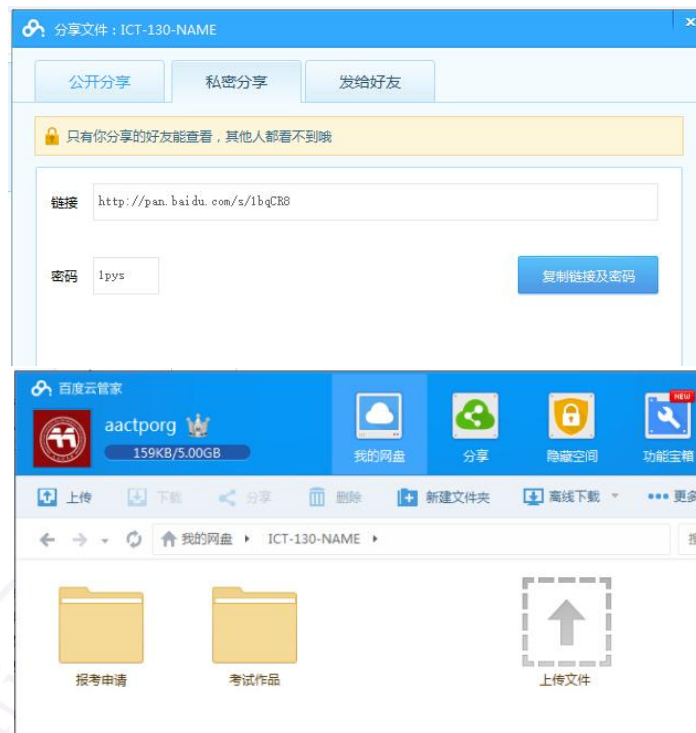 分享文件：ICT-130-NAME
公开分享 私密分享 发给好友
只有你分享的好友能查看，其他人都看不到哦
链接 http://pan.baidu.com/s/1bqCR8
密码 1pys 复制链接及密码
百度云管家
aactporg
159KB/5.00GB
我的网盘 分享 隐藏空间 功能宝箱
NEW
上传 下载 分享 删除 新建文件夹 离线下载 更多
我的网盘 ICT-130-NAME
报考申请 考试作品 上传文件